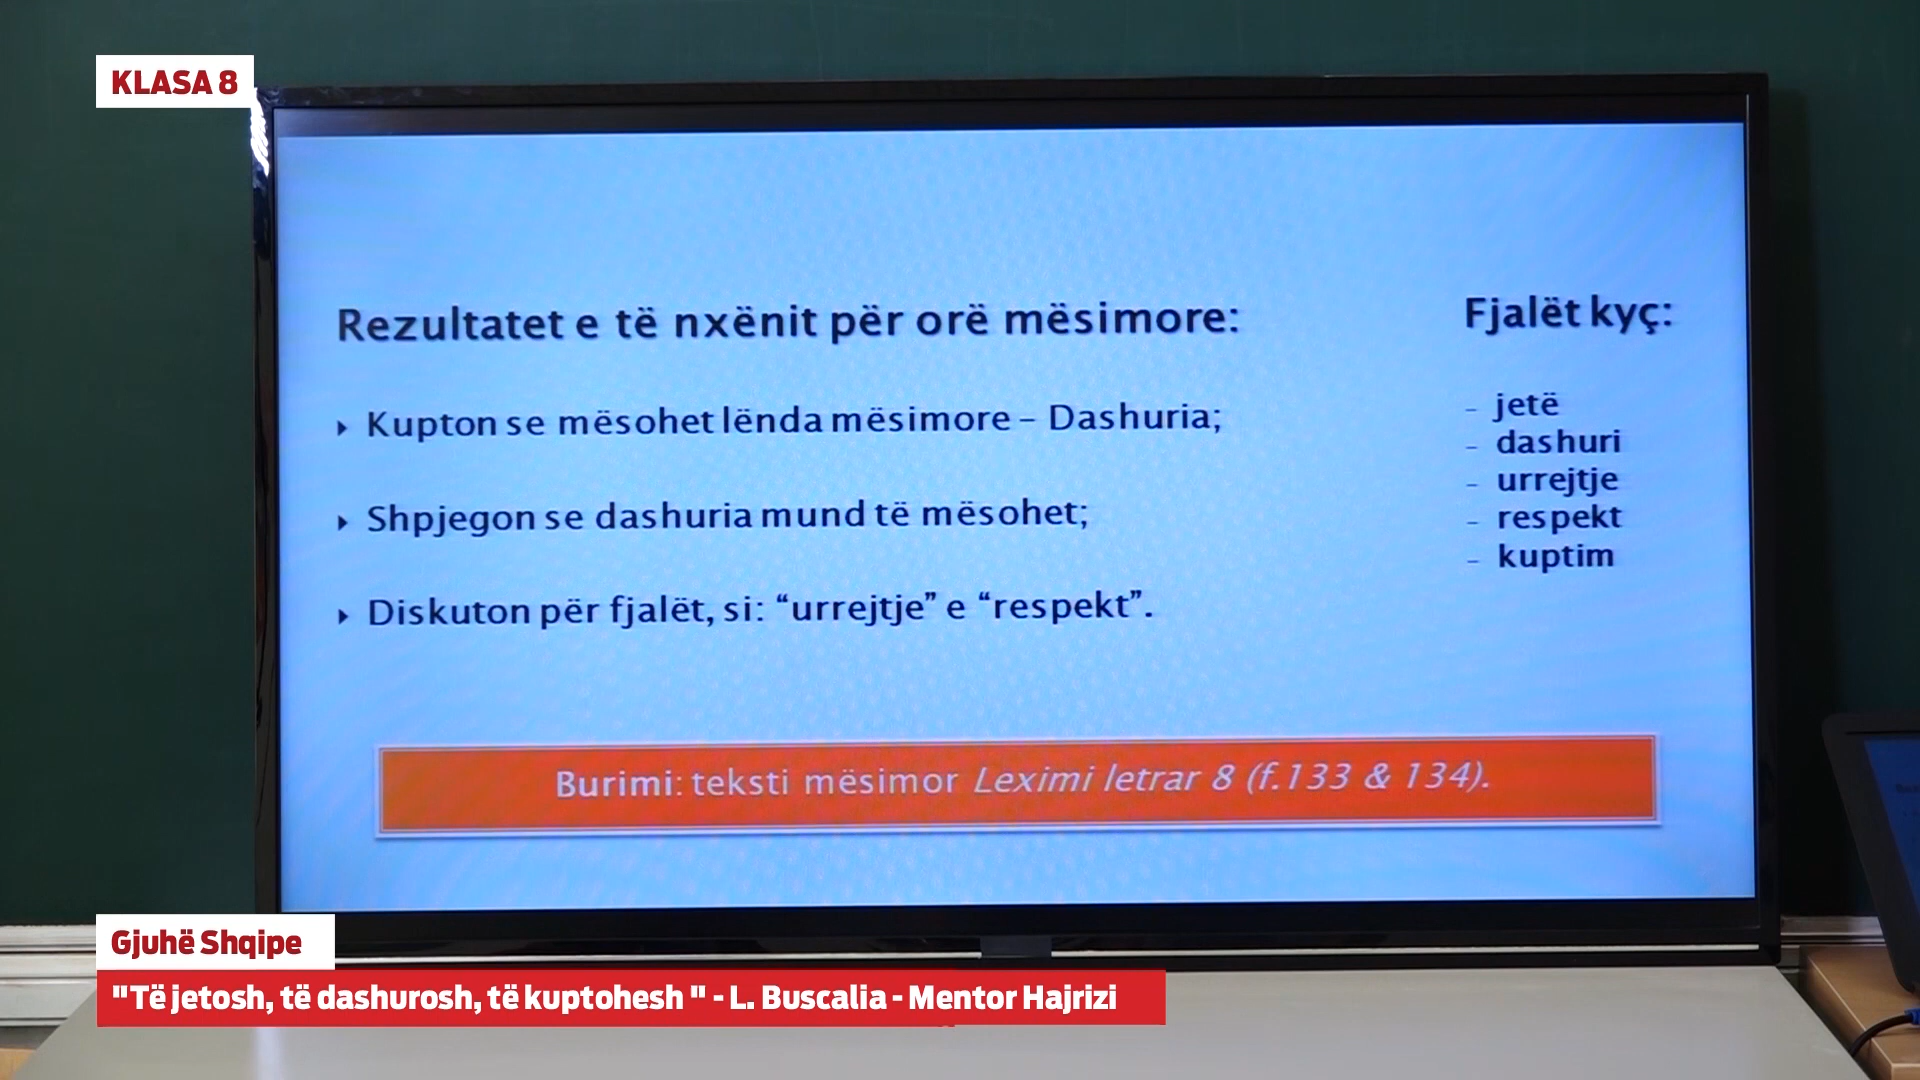 KLASA 8
Rezultatet e të nxënit për orë mësimore:
Kupton se mësohet lënda mësimore – Dashuria;
Shpjegon se dashuria mund të mësohet;
Diskuton për fjalët, si: “urrejtje” e “respekt”.
Fjalët kyç:
– jetë
– dashuri
– urrejtje
– respekt
– kuptim
Burimi: teksti mësimor Leximi letrar 8 (f.133 & 134).
Gjuhë Shqipe
"Të jetosh, të dashurosh, të kuptohesh " - L. Buscalia - Mentor Hajrizi